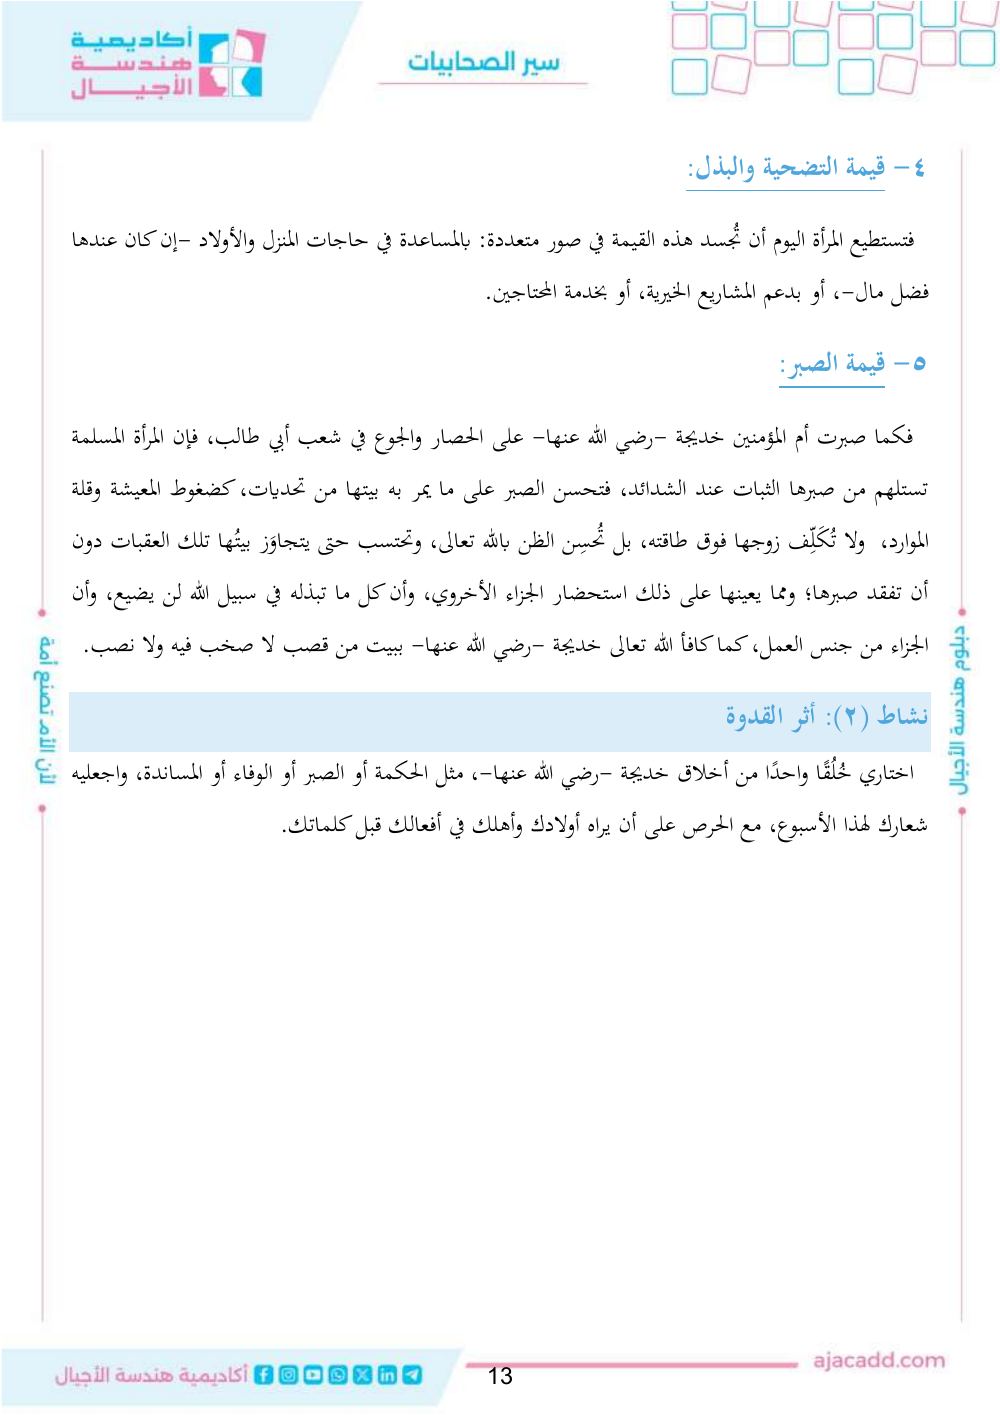 أكاديمية
هندسة
الأجيال
سير الصحابيات
٤- قيمة التضحية والبذل:
فتستطيع المرأة اليوم أن تُجسد هذه القيمة في صور متعددة: بالمساعدة في حاجات المنزل والأولاد -إن كان عندها
فضل مال-، أو بدعم المشاريع الخيرية، أو بخدمة المحتاجين.
٥- قيمة الصبر:
فكما صبرت أم المؤمنين خديجة -رضي الله عنها- على الحصار والجوع في شعب أبي طالب، فإن المرأة المسلمة
تستلهم من صبرها الثبات عند الشدائد، فتحسن الصبر على ما يمر به بيتها من تحديات، كضغوط المعيشة وقلة
الموارد، ولا تُكَلِّف زوجها فوق طاقته، بل تُحسِن الظن بالله تعالى، وتحتسب حتى يتجاوَز بيتُها تلك العقبات دون
أن تفقد صبرها؛ ومما يعينها على ذلك استحضار الجزاء الأخروي، وأن كل ما تبذله في سبيل الله لن يضيع، وأن
الجزاء من جنس العمل، كما كافأ الله تعالى خديجة -رضي الله عنها- ببيت من قصب لا صخب فيه ولا نصب.
نشاط (٢): أثر القدوة
اختاري خُلُقًا واحدًا من أخلاق خديجة -رضي الله عنها-، مثل الحكمة أو الصبر أو الوفاء أو المساندة، واجعليه
شعارك لهذا الأسبوع، مع الحرص على أن يراه أولادك وأهلك في أفعالك قبل كلماتك.
دبلوم هندسة الأجيال
لأن الأم تصنع أمة
ajacadd.com
13
أكاديمية هندسة الأجيال